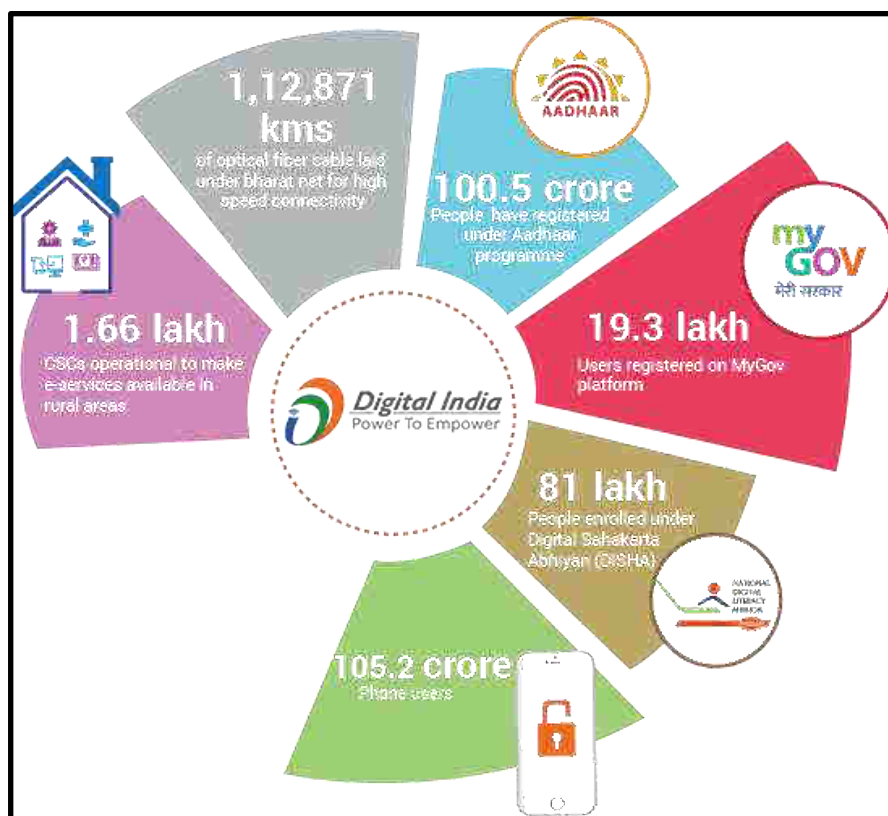 1,12,871
kms
of optical fiber cable lais
under bharat net for high
speed connectivity
AADHAAR
100.5 crore
People have registered
under Aadhaar
programme
my
GOV
मेरी सरकार
19.3 lakh
Users registered on MyGov
platform
1.66 lakh
CSCs operational to make
e-services available in
rural areas
Digital India
Power To Empower
81 lakh
People enrolled under
Digital Sahakarta
Abhiyan (DISHA)
NATIONAL
DIGITAL
LITERACY
MISSION
105.2 crore
Phone users